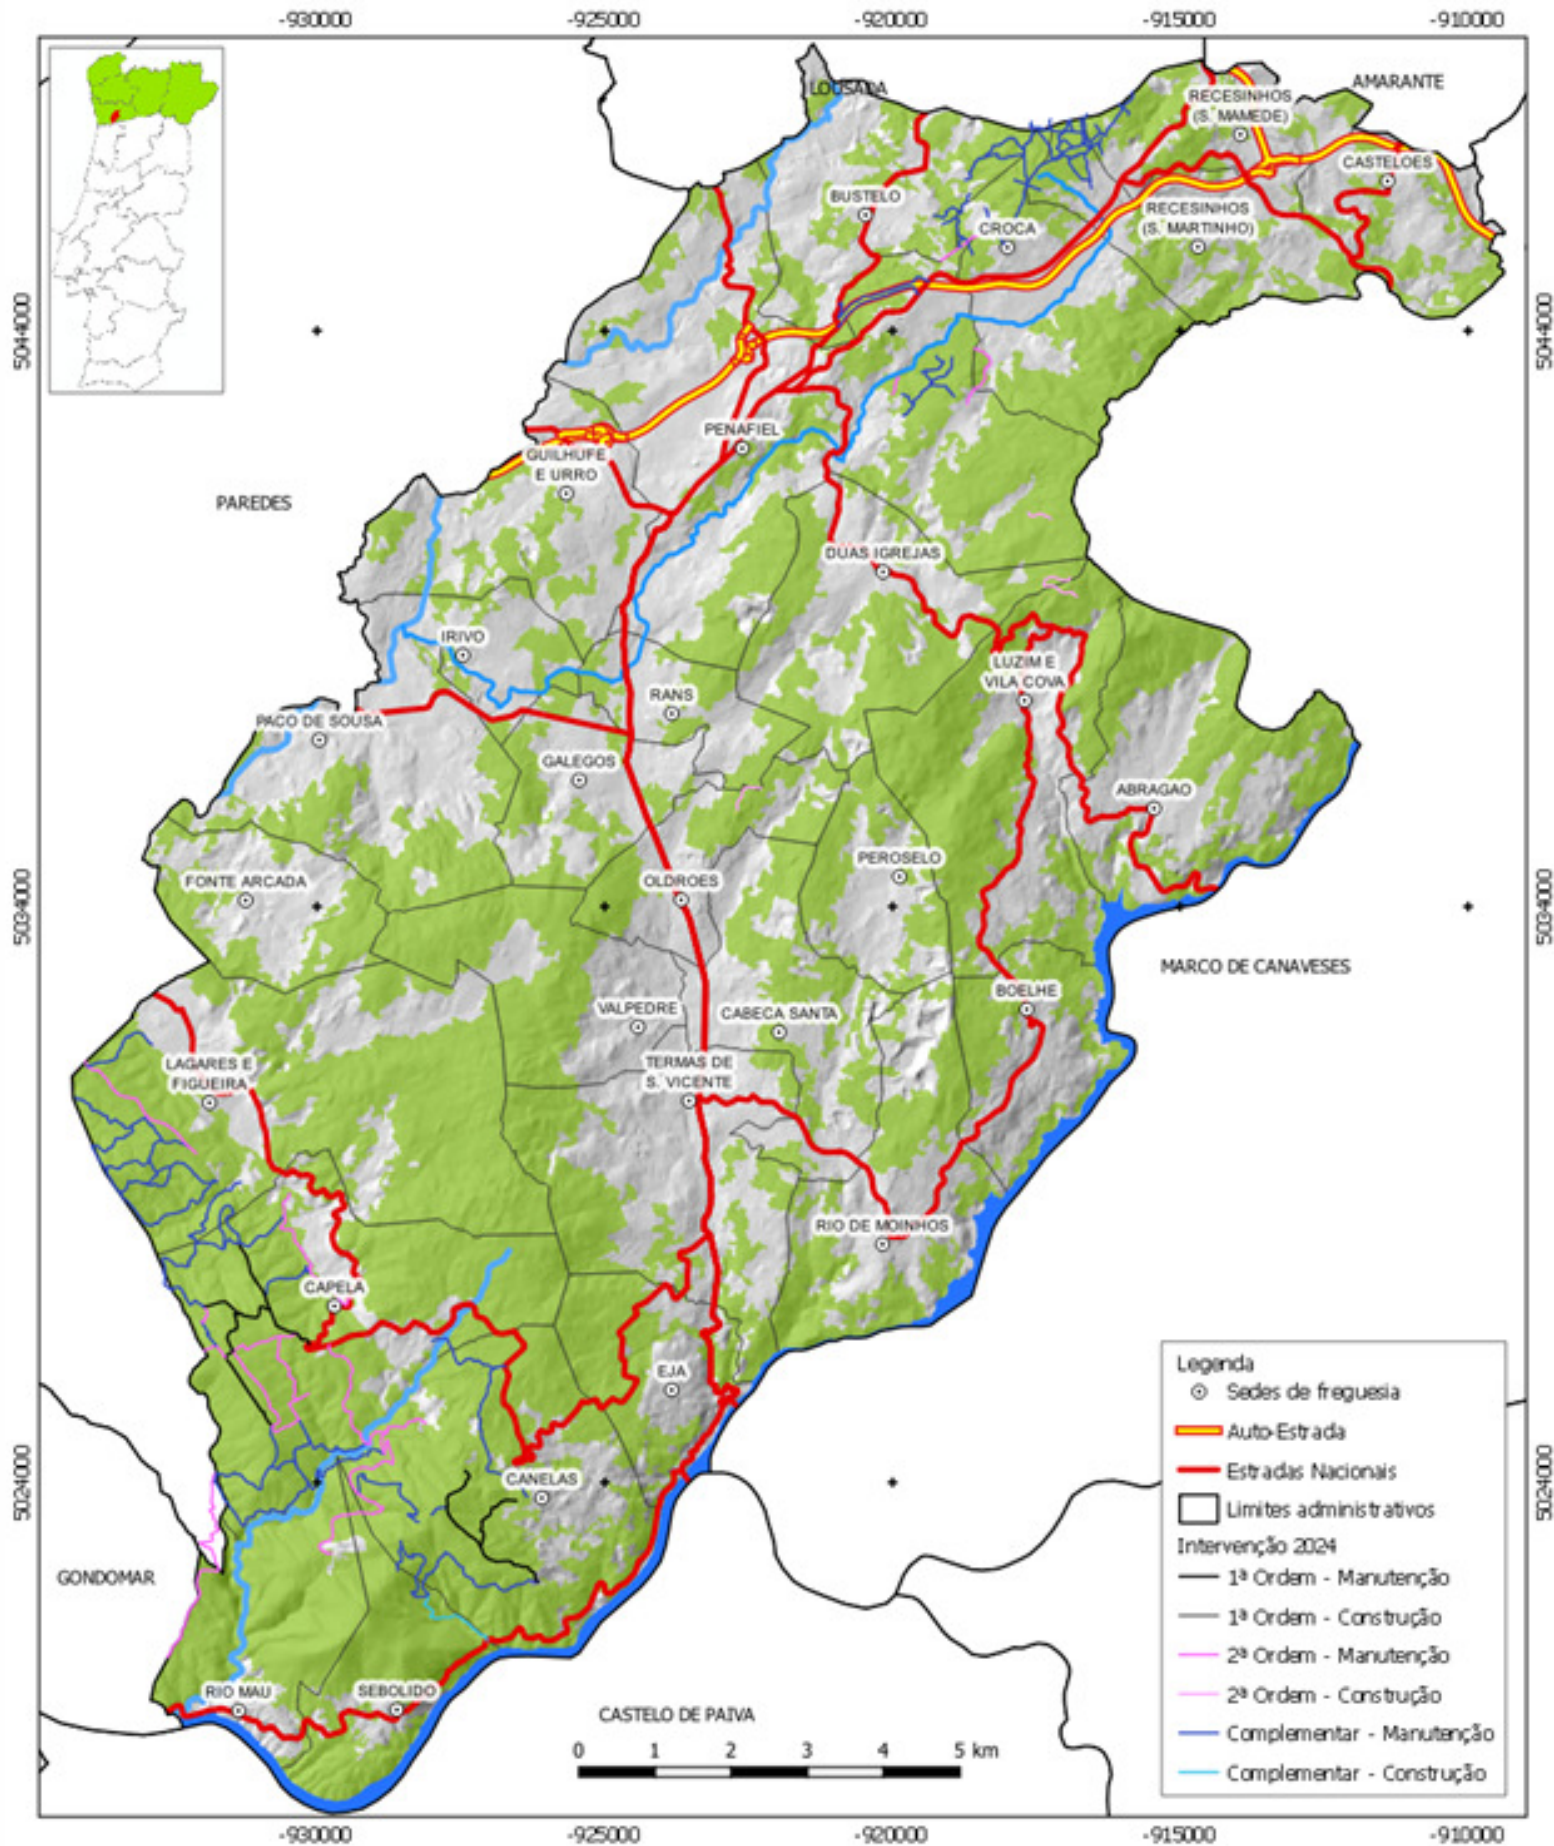 -930000
-925000
-920000
-915000
-910000
LOUSADA
AMARANTE
RECESINHOS
(S. MAMEDE)
CASTELOES
BUSTELO
RECESINHOS
(S. MARTINHO)
CROCA
5044000
5044000
PENAFIEL
GUILHUFE
E URRO
PAREDES
DUAS IGREJAS
IRIVO
LUZIM E
VILA COVA
RANS
PACO DE SOUSA
GALEGOS
ABRAGAO
PEROSELO
FONTE ARCADA
OLDROES
5034000
5034000
MARCO DE CANAVESES
BOELHE
VALPEDRE
CABECA SANTA
LAGARES E
FIGUEIRA
TERMAS DE
S. VICENTE
RIO DE MOINHOS
CAPELA
EJA
CANELAS
5024000
5024000
GONDOMAR
RIO MAU
SEBOLIDO
CASTELO DE PAIVA
0 1 2 3 4 5 km
Legenda
Sedes de freguesia
Auto-Estrada
Estradas Nacionais
Limites administrativos
Intervenção 2024
1ª Ordem - Manutenção
1ª Ordem - Construção
2ª Ordem - Manutenção
2ª Ordem - Construção
Complementar - Manutenção
Complementar - Construção
-930000
-925000
-920000
-915000
-910000